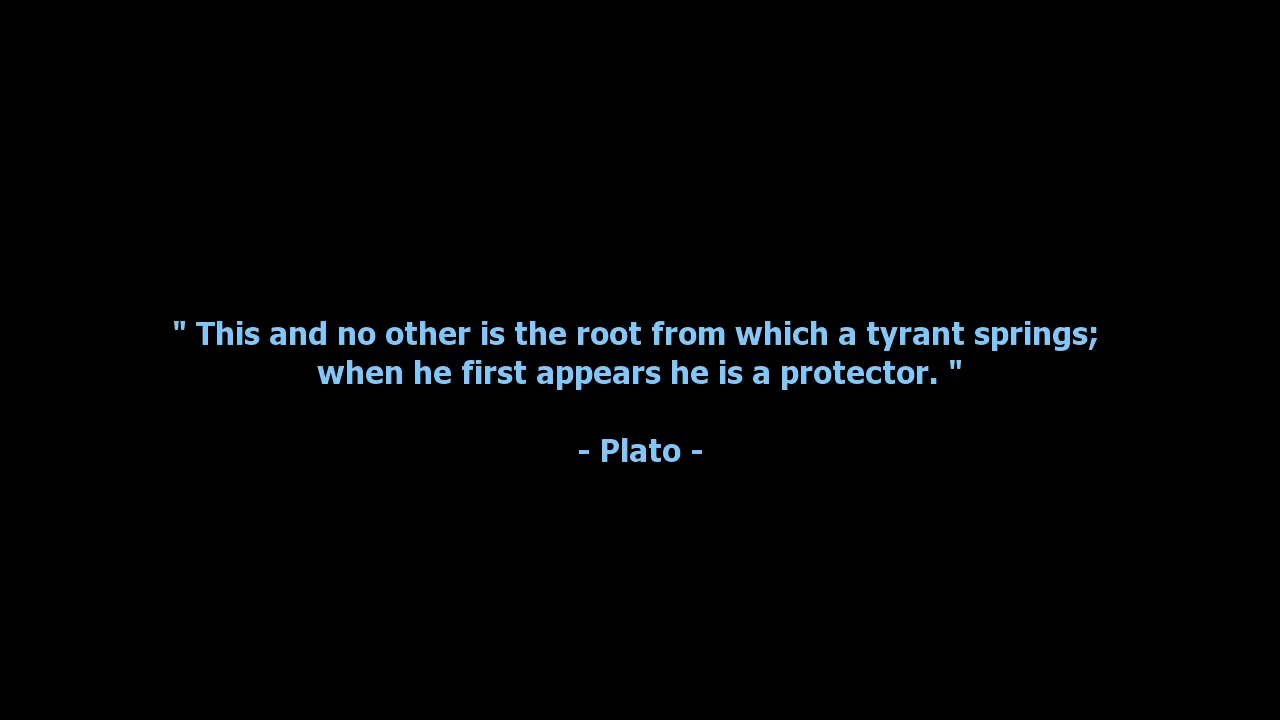 " This and no other is the root from which a tyrant springs;
when he first appears he is a protector. "
- Plato -